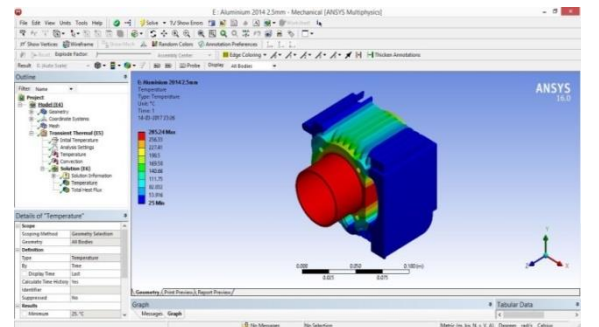 E : Aluminium 2014 2.5mm - Mechanical [ANSYS Multiphysics]
File Edit View Units Tools Help Solve Show Errors Worksheet
Show Vertices Wireframe Show Mesh Random Colors Annotation Preferences
Explode Factor: Assembly Center Edge Coloring Thicken Annotations
Result Probe Display All Bodies
Outline
Filter: Name
Project
Model (E4)
Geometry
Coordinate Systems
Mesh
Transient Thermal (E5)
Initial Temperature
Analysis Settings
Temperature
Convection
Solution (E6)
Solution Information
Temperature
Total Heat Flux
E: Aluminium 2014 2.5mm
Temperature
Type: Temperature
Unit: °C
Time: 1
285.24 Max
140.66
111.75
25 Min
ANSYS
16.0
0.000 0.050 0.100 (m)
0.025 0.075
Y
Z X
Details of "Temperature"
Scope
Scoping Method Geometry Selection
Geometry All Bodies
Definition
Type Temperature
By Time
Display Time Last
Calculate Time History Yes
Identifier
Suppressed No
Results
Minimum 25. °C
Geometry Print Preview Report Preview
Graph
Messages Graph
Tabular Data
No Messages No Selection